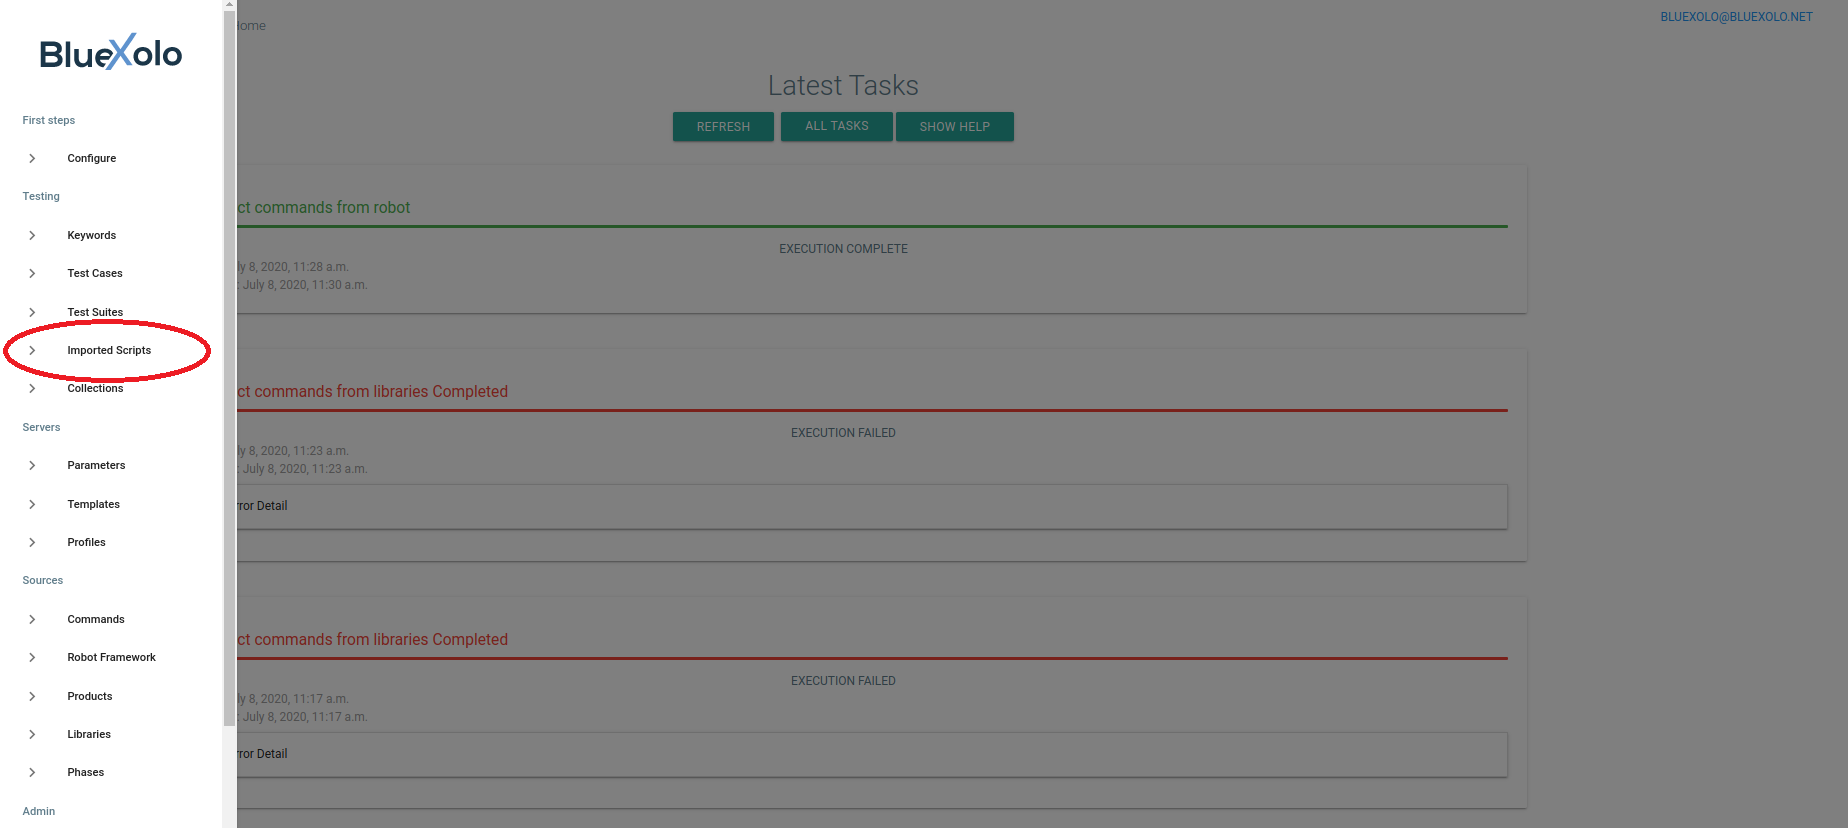 BlueXolo
First steps
Configure
Testing
Keywords
Test Cases
Test Suites
Imported Scripts
Collections
Servers
Parameters
Templates
Profiles
Sources
Commands
Robot Framework
Products
Libraries
Phases
Admin
ome
BLUEXOLO@BLUEXOLO.NET
Latest Tasks
REFRESH
ALL TASKS
SHOW HELP
ct commands from robot
EXECUTION COMPLETE
ly 8, 2020, 11:28 a.m.
: July 8, 2020, 11:30 a.m.
ct commands from libraries Completed
EXECUTION FAILED
ly 8, 2020, 11:23 a.m.
: July 8, 2020, 11:23 a.m.
rror Detail
ct commands from libraries Completed
EXECUTION FAILED
ly 8, 2020, 11:17 a.m.
: July 8, 2020, 11:17 a.m.
rror Detail